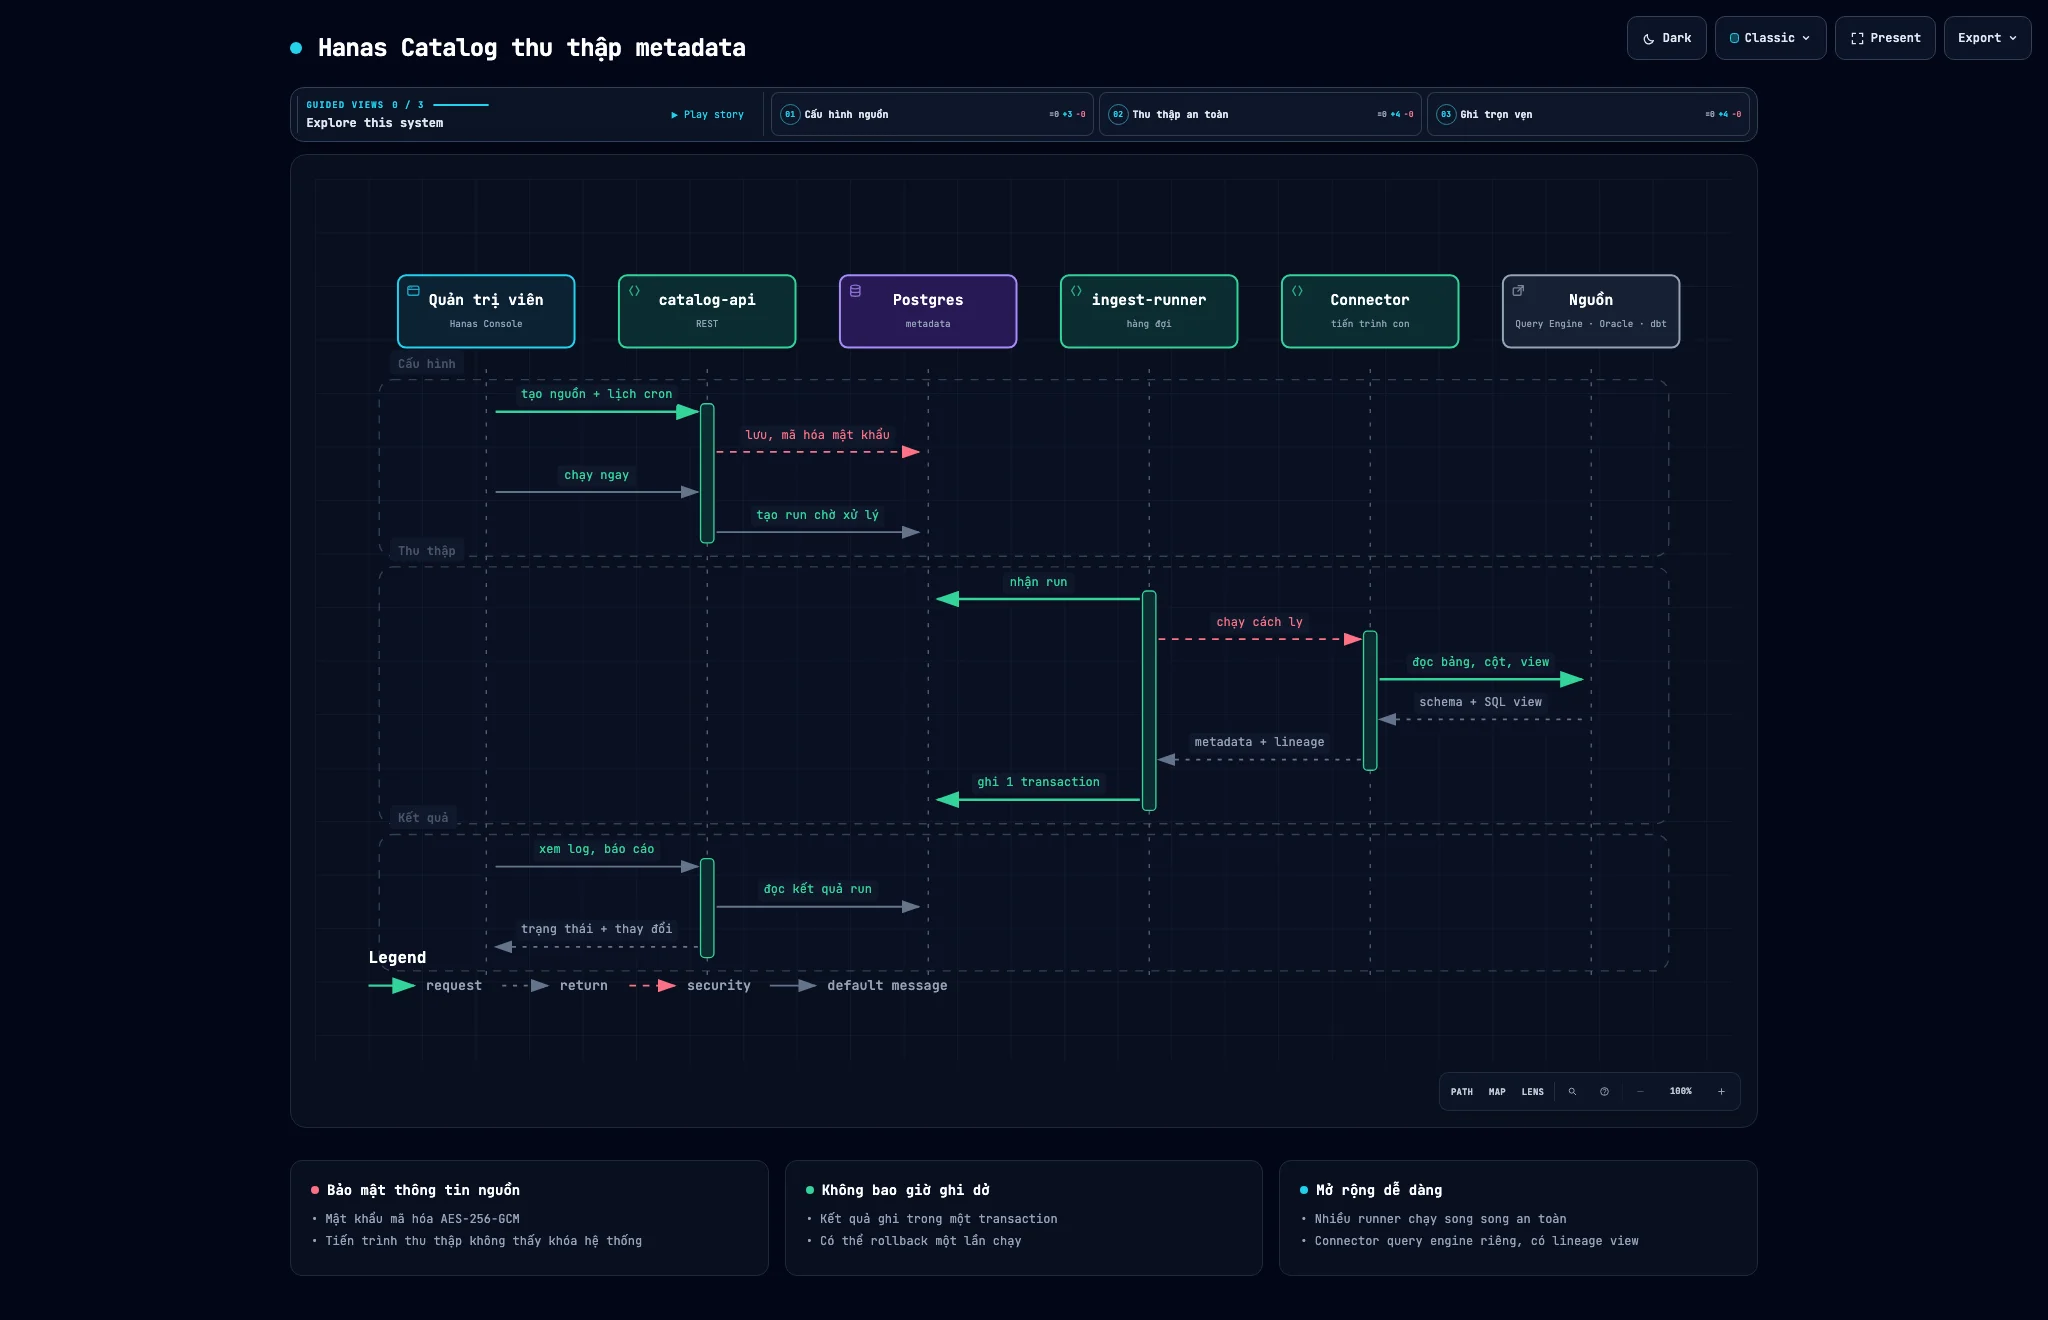 Hanas Catalog thu thập metadata
Dark
Classic
Present
Export
GUIDED VIEWS 0 / 3
Explore this system
▶ Play story
01 Cấu hình nguồn =0 +3 -0
02 Thu thập an toàn =0 +4 -0
03 Ghi trọn vẹn =0 +4 -0
Quản trị viên
Hanas Console
catalog-api
REST
Postgres
metadata
ingest-runner
hàng đợi
Connector
tiến trình con
Nguồn
Query Engine · Oracle · dbt
Cấu hình
tạo nguồn + lịch cron
lưu, mã hóa mật khẩu
chạy ngay
tạo run chờ xử lý
Thu thập
nhận run
chạy cách ly
đọc bảng, cột, view
schema + SQL view
metadata + lineage
ghi 1 transaction
Kết quả
xem log, báo cáo
đọc kết quả run
trạng thái + thay đổi
Legend
request
return
security
default message
PATH
MAP
LENS
−
100%
+
Bảo mật thông tin nguồn
• Mật khẩu mã hóa AES-256-GCM
• Tiến trình thu thập không thấy khóa hệ thống
Không bao giờ ghi dở
• Kết quả ghi trong một transaction
• Có thể rollback một lần chạy
Mở rộng dễ dàng
• Nhiều runner chạy song song an toàn
• Connector query engine riêng, có lineage view